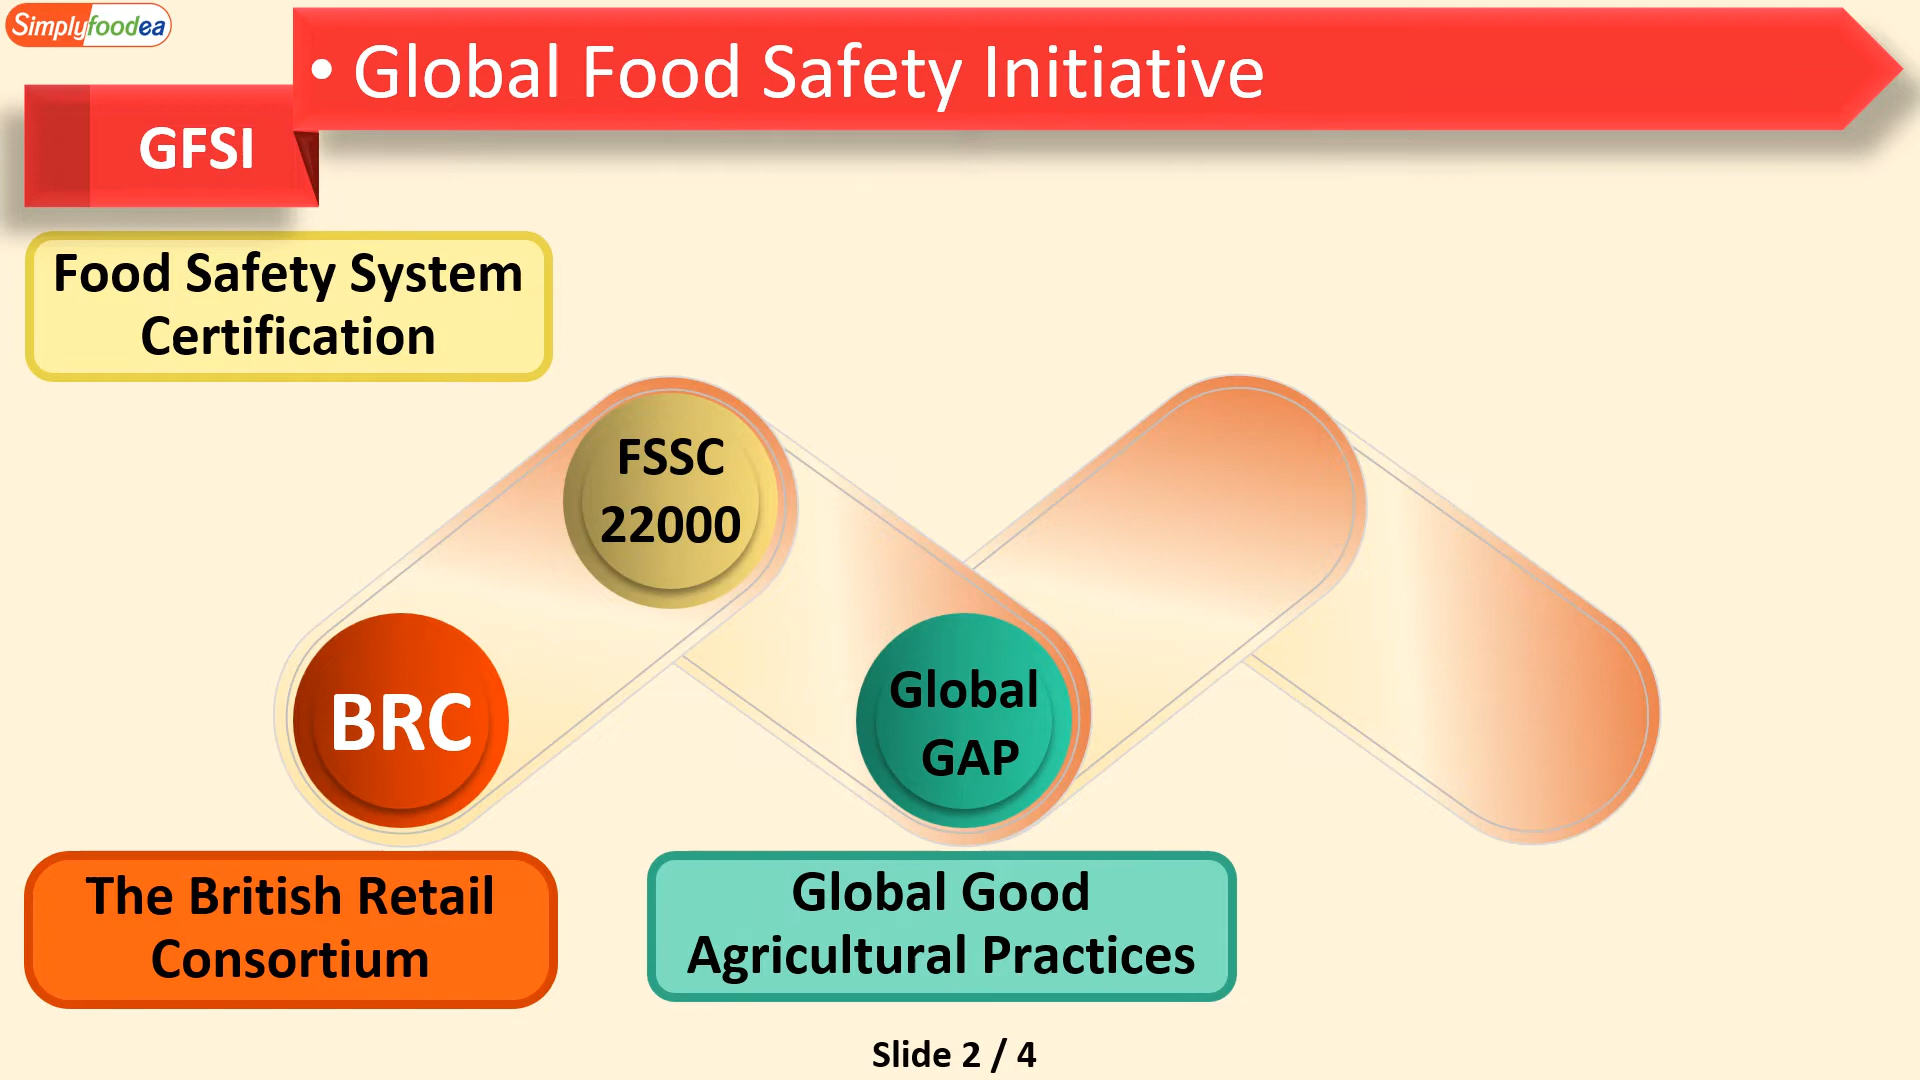 Simplyfoodea
• Global Food Safety Initiative
GFSI
Food Safety System
Certification
FSSC
22000
BRC
Global
GAP
The British Retail
Consortium
Global Good
Agricultural Practices
Slide 2 / 4